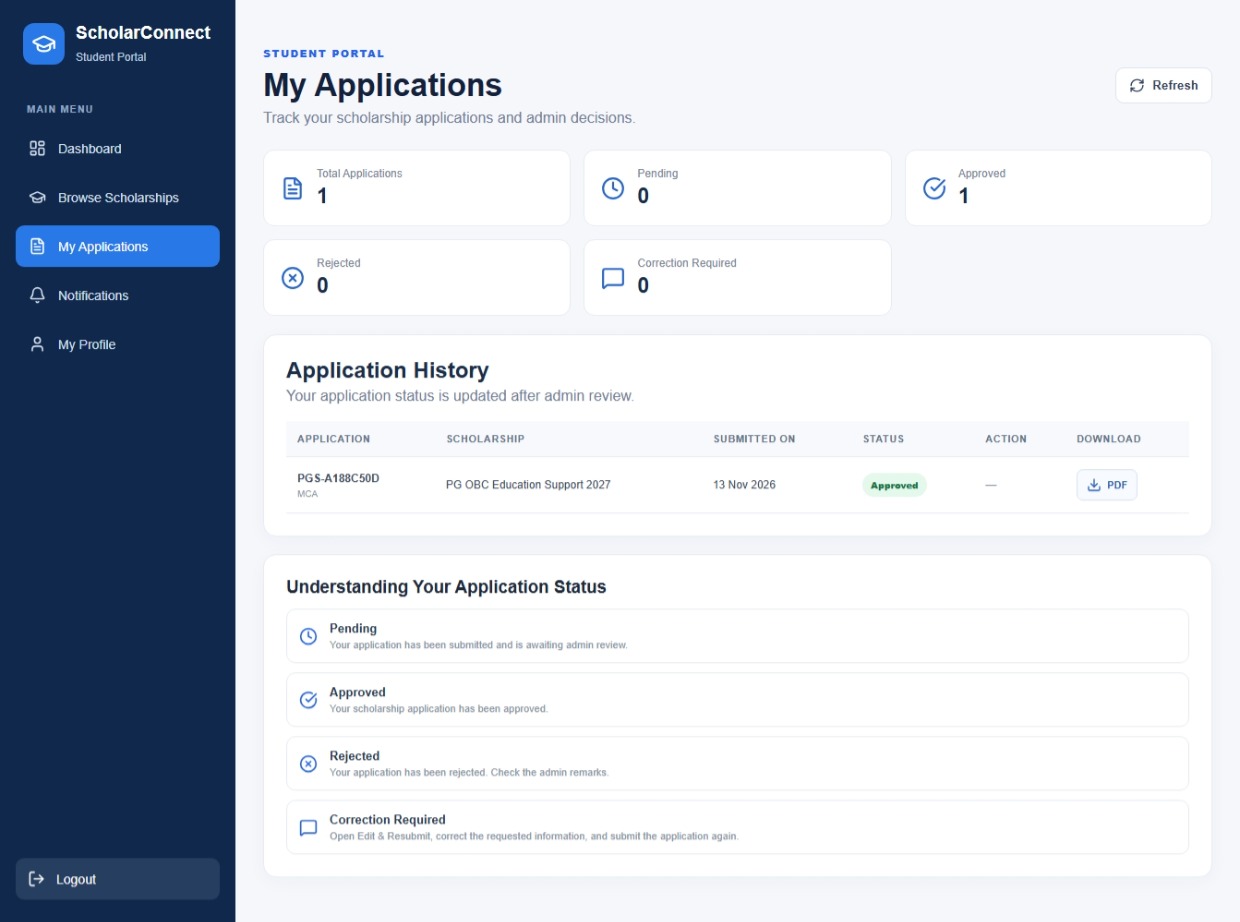 ScholarConnect
Student Portal
MAIN MENU
Dashboard
Browse Scholarships
My Applications
Notifications
My Profile
Logout
STUDENT PORTAL
My Applications
Track your scholarship applications and admin decisions.
Refresh
Total Applications
1
Pending
0
Approved
1
Rejected
0
Correction Required
0
Application History
Your application status is updated after admin review.
APPLICATION SCHOLARSHIP SUBMITTED ON STATUS ACTION DOWNLOAD
PGS-A188C50D PG OBC Education Support 2027 13 Nov 2026 Approved — PDF
MCA
Understanding Your Application Status
Pending
Your application has been submitted and is awaiting admin review.
Approved
Your scholarship application has been approved.
Rejected
Your application has been rejected. Check the admin remarks.
Correction Required
Open Edit & Resubmit, correct the requested information, and submit the application again.